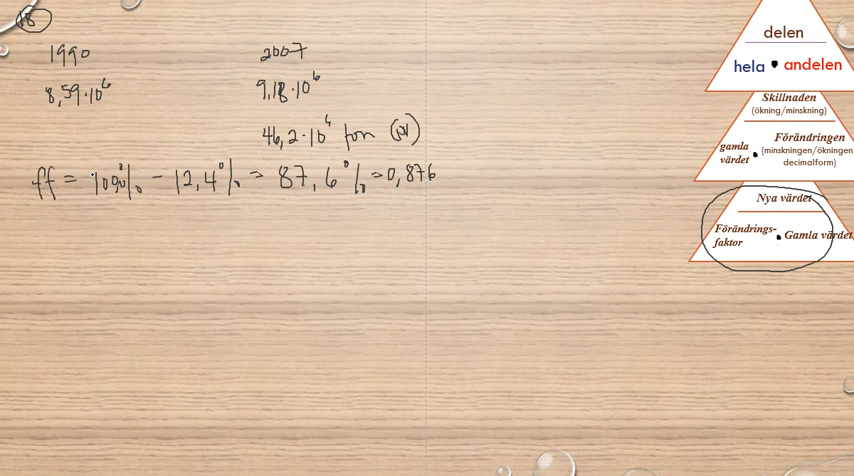 18
1990 2007
8,59·10⁶ 9,18·10⁶
46,2·10⁶ ton (NV)
ff = 100% - 12,4% = 87,6% = 0,876
delen
hela · andelen
Skillnaden
(ökning/minskning)
gamla värdet · Förändringen
(minskningen/ökningen
decimalform)
Nya värdet
Förändrings-
faktor · Gamla värdet